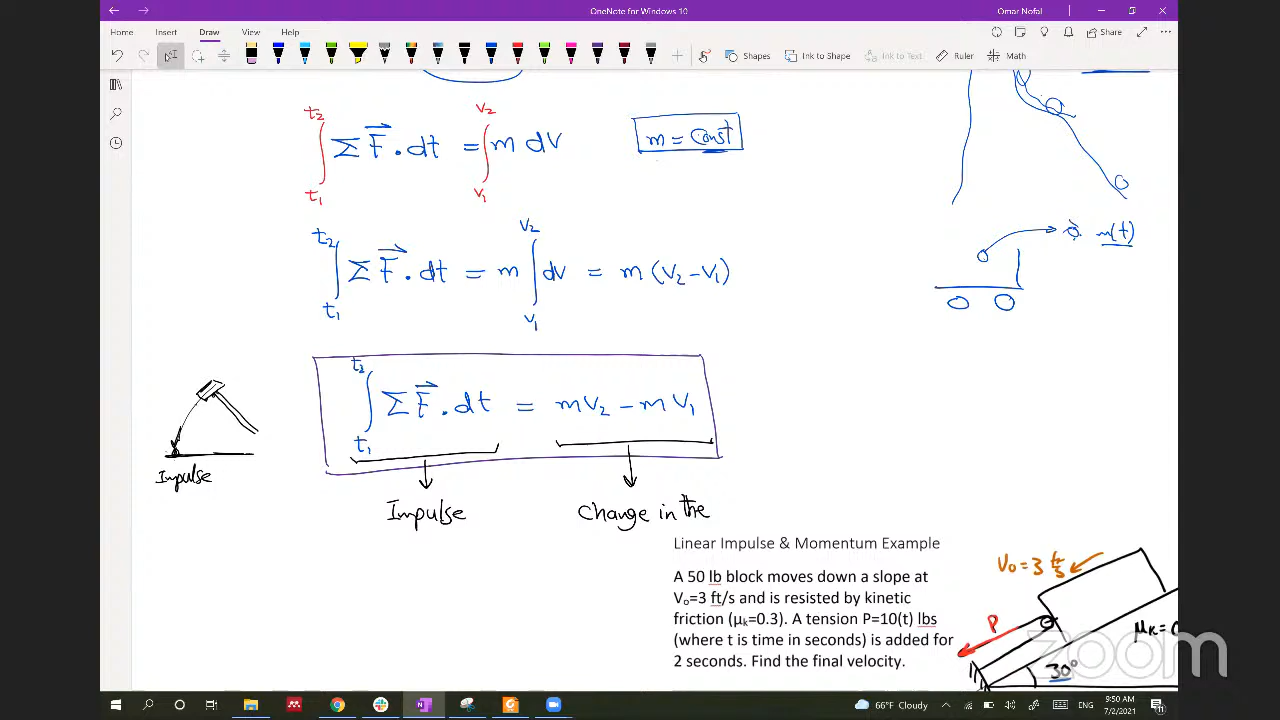 OneNote for Windows 10
Omar Nofal
Home Insert Draw View Help
Share
Shapes Ink to Shape Ink to Text Ruler Math
t₂ v₂
∫ Σ F⃗ . dt = ∫ m dv m = Const
t₁ v₁
t₂ v₂
∫ Σ F⃗ . dt = m ∫ dv = m (v₂ - v₁)
t₁ v₁
m(t)
t₂
∫ Σ F⃗ . dt = m v₂ - m v₁
t₁
Impulse
Impulse Change in the
Linear Impulse & Momentum Example
A 50 lb block moves down a slope at
Vₒ=3 ft/s and is resisted by kinetic
friction (μₖ=0.3). A tension P=10(t) lbs
(where t is time in seconds) is added for
2 seconds. Find the final velocity.
V₀ = 3 ft/s
P
30°
zoom
66°F Cloudy
ENG
9:50 AM
7/2/2021